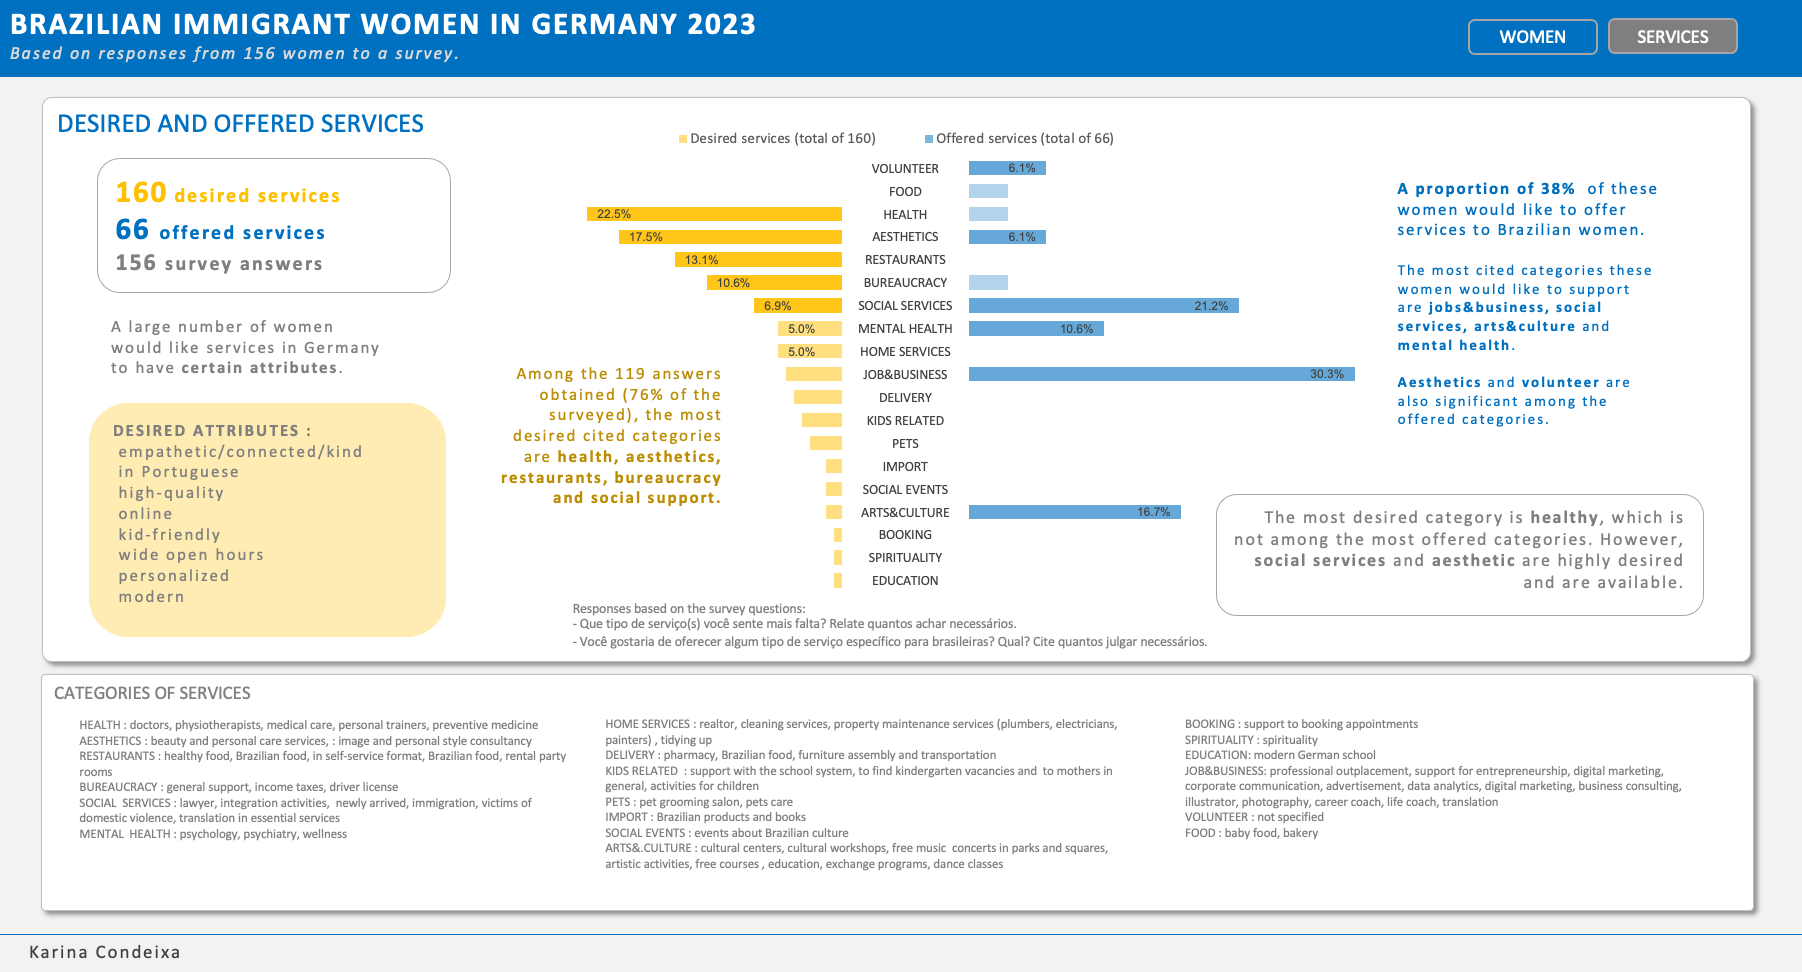 BRAZILIAN IMMIGRANT WOMEN IN GERMANY 2023
Based on responses from 156 women to a survey.
WOMEN
SERVICES
DESIRED AND OFFERED SERVICES
160 desired services
66 offered services
156 survey answers
A large number of women
would like services in Germany
to have certain attributes.
DESIRED ATTRIBUTES :
empathetic/connected/kind
in Portuguese
high-quality
online
kid-friendly
wide open hours
personalized
modern
Desired services (total of 160)
Offered services (total of 66)
VOLUNTEER 6.1%
FOOD
22.5% HEALTH
17.5% AESTHETICS 6.1%
13.1% RESTAURANTS
10.6% BUREAUCRACY
6.9% SOCIAL SERVICES 21.2%
5.0% MENTAL HEALTH 10.6%
5.0% HOME SERVICES
JOB&BUSINESS 30.3%
DELIVERY
KIDS RELATED
PETS
IMPORT
SOCIAL EVENTS
ARTS&CULTURE 16.7%
BOOKING
SPIRITUALITY
EDUCATION
Among the 119 answers
obtained (76% of the
surveyed), the most
desired cited categories
are health, aesthetics,
restaurants, bureaucracy
and social support.
Responses based on the survey questions:
- Que tipo de serviço(s) você sente mais falta? Relate quantos achar necessários.
- Você gostaria de oferecer algum tipo de serviço específico para brasileiras? Qual? Cite quantos julgar necessários.
A proportion of 38% of these
women would like to offer
services to Brazilian women.
The most cited categories these
women would like to support
are jobs&business, social
services, arts&culture and
mental health.
Aesthetics and volunteer are
also significant among the
offered categories.
The most desired category is healthy, which is
not among the most offered categories. However,
social services and aesthetic are highly desired
and are available.
CATEGORIES OF SERVICES
HEALTH : doctors, physiotherapists, medical care, personal trainers, preventive medicine
AESTHETICS : beauty and personal care services, : image and personal style consultancy
RESTAURANTS : healthy food, Brazilian food, in self-service format, Brazilian food, rental party
rooms
BUREAUCRACY : general support, income taxes, driver license
SOCIAL SERVICES : lawyer, integration activities, newly arrived, immigration, victims of
domestic violence, translation in essential services
MENTAL HEALTH : psychology, psychiatry, wellness
HOME SERVICES : realtor, cleaning services, property maintenance services (plumbers, electricians,
painters) , tidying up
DELIVERY : pharmacy, Brazilian food, furniture assembly and transportation
KIDS RELATED : support with the school system, to find kindergarten vacancies and to mothers in
general, activities for children
PETS : pet grooming salon, pets care
IMPORT : Brazilian products and books
SOCIAL EVENTS : events about Brazilian culture
ARTS&.CULTURE : cultural centers, cultural workshops, free music concerts in parks and squares,
artistic activities, free courses , education, exchange programs, dance classes
BOOKING : support to booking appointments
SPIRITUALITY : spirituality
EDUCATION: modern German school
JOB&BUSINESS: professional outplacement, support for entrepreneurship, digital marketing,
corporate communication, advertisement, data analytics, digital marketing, business consulting,
illustrator, photography, career coach, life coach, translation
VOLUNTEER : not specified
FOOD : baby food, bakery
Karina Condeixa